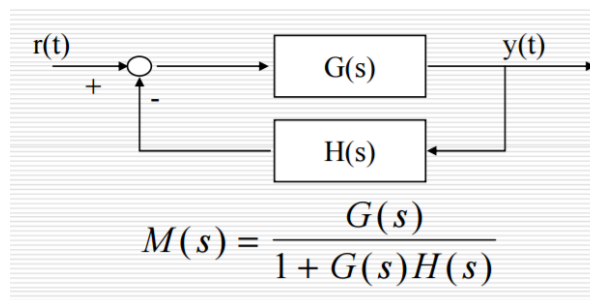 r(t)
y(t)
G(s)
+
-
H(s)
M(s) = G(s) / 1 + G(s)H(s)